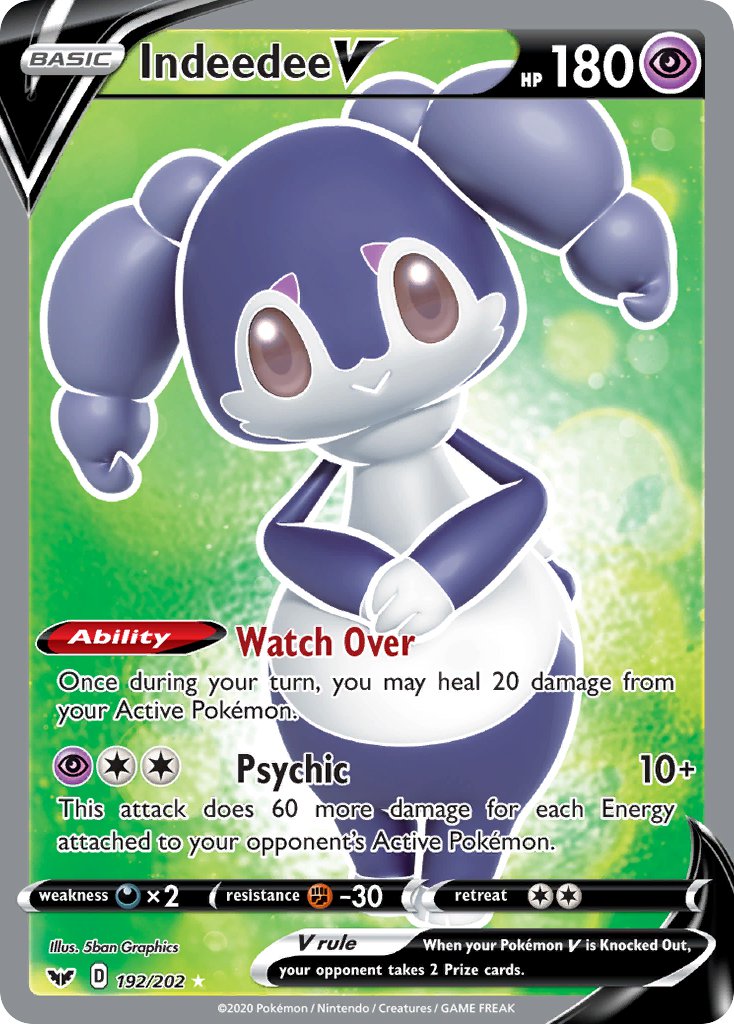 BASIC
Indeedee V
HP 180
Ability Watch Over
Once during your turn, you may heal 20 damage from
your Active Pokémon.
Psychic 10+
This attack does 60 more damage for each Energy
attached to your opponent's Active Pokémon.
weakness ×2 resistance -30 retreat
Illus. 5ban Graphics
V rule When your Pokémon V is Knocked Out,
your opponent takes 2 Prize cards.
D 192/202
©2020 Pokémon / Nintendo / Creatures / GAME FREAK